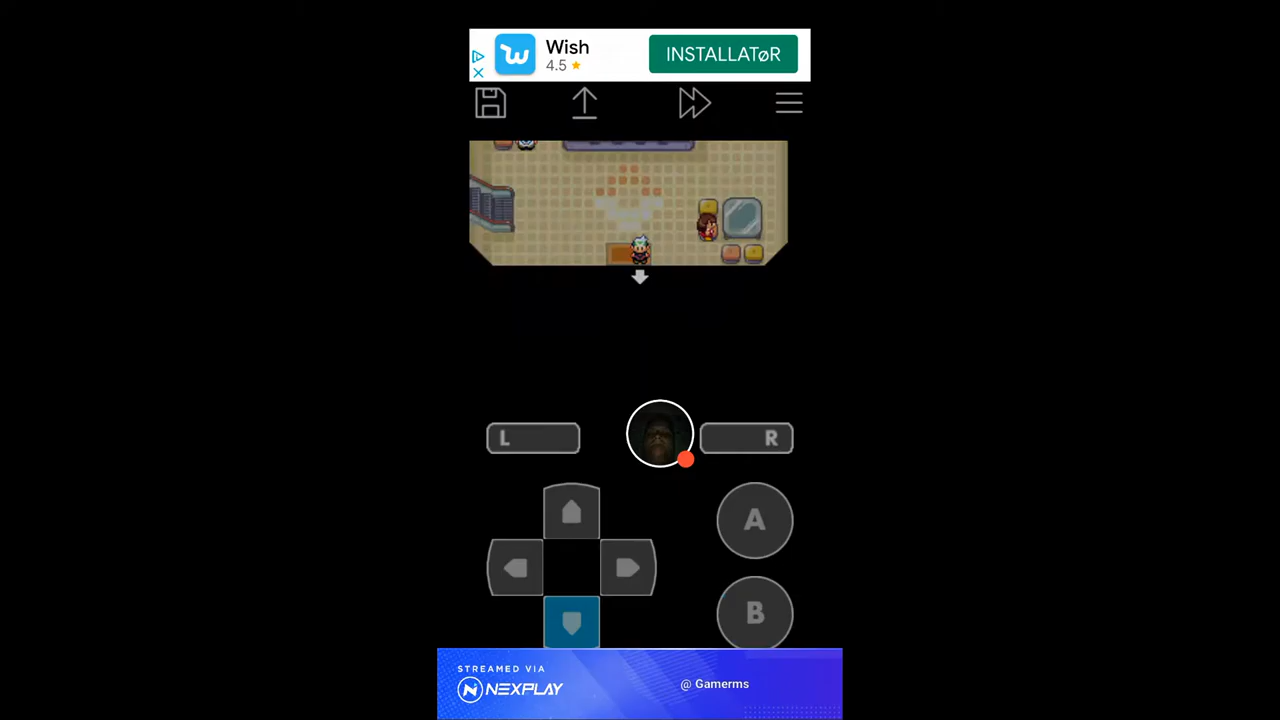 Wish
INSTALLATøR
4.5 ★
L
R
A
B
STREAMED VIA
NEXPLAY
@ Gamerms